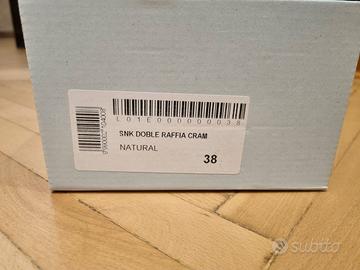 L01E000000038
SNK DOBLE RAFFIA CRAM
NATURAL
38
subito